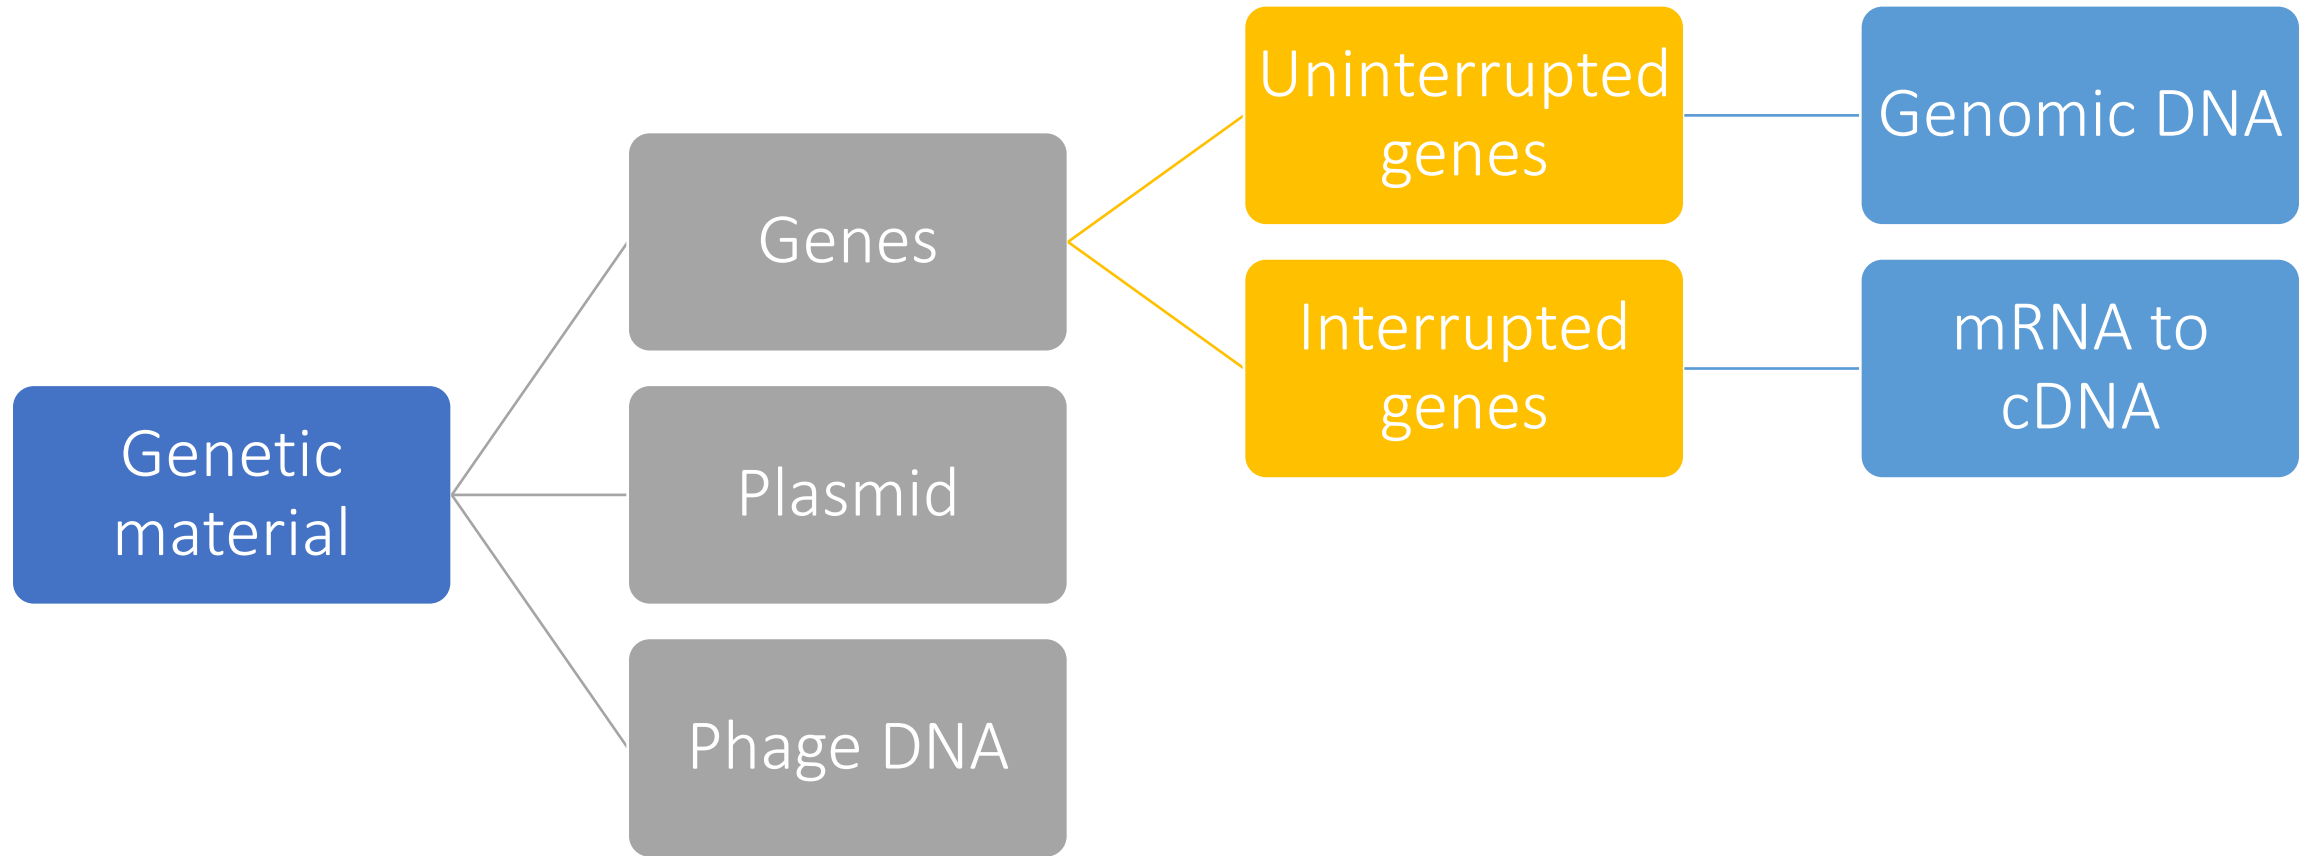 Genetic
material
Genes
Plasmid
Phage DNA
Uninterrupted
genes
Interrupted
genes
Genomic DNA
mRNA to
cDNA